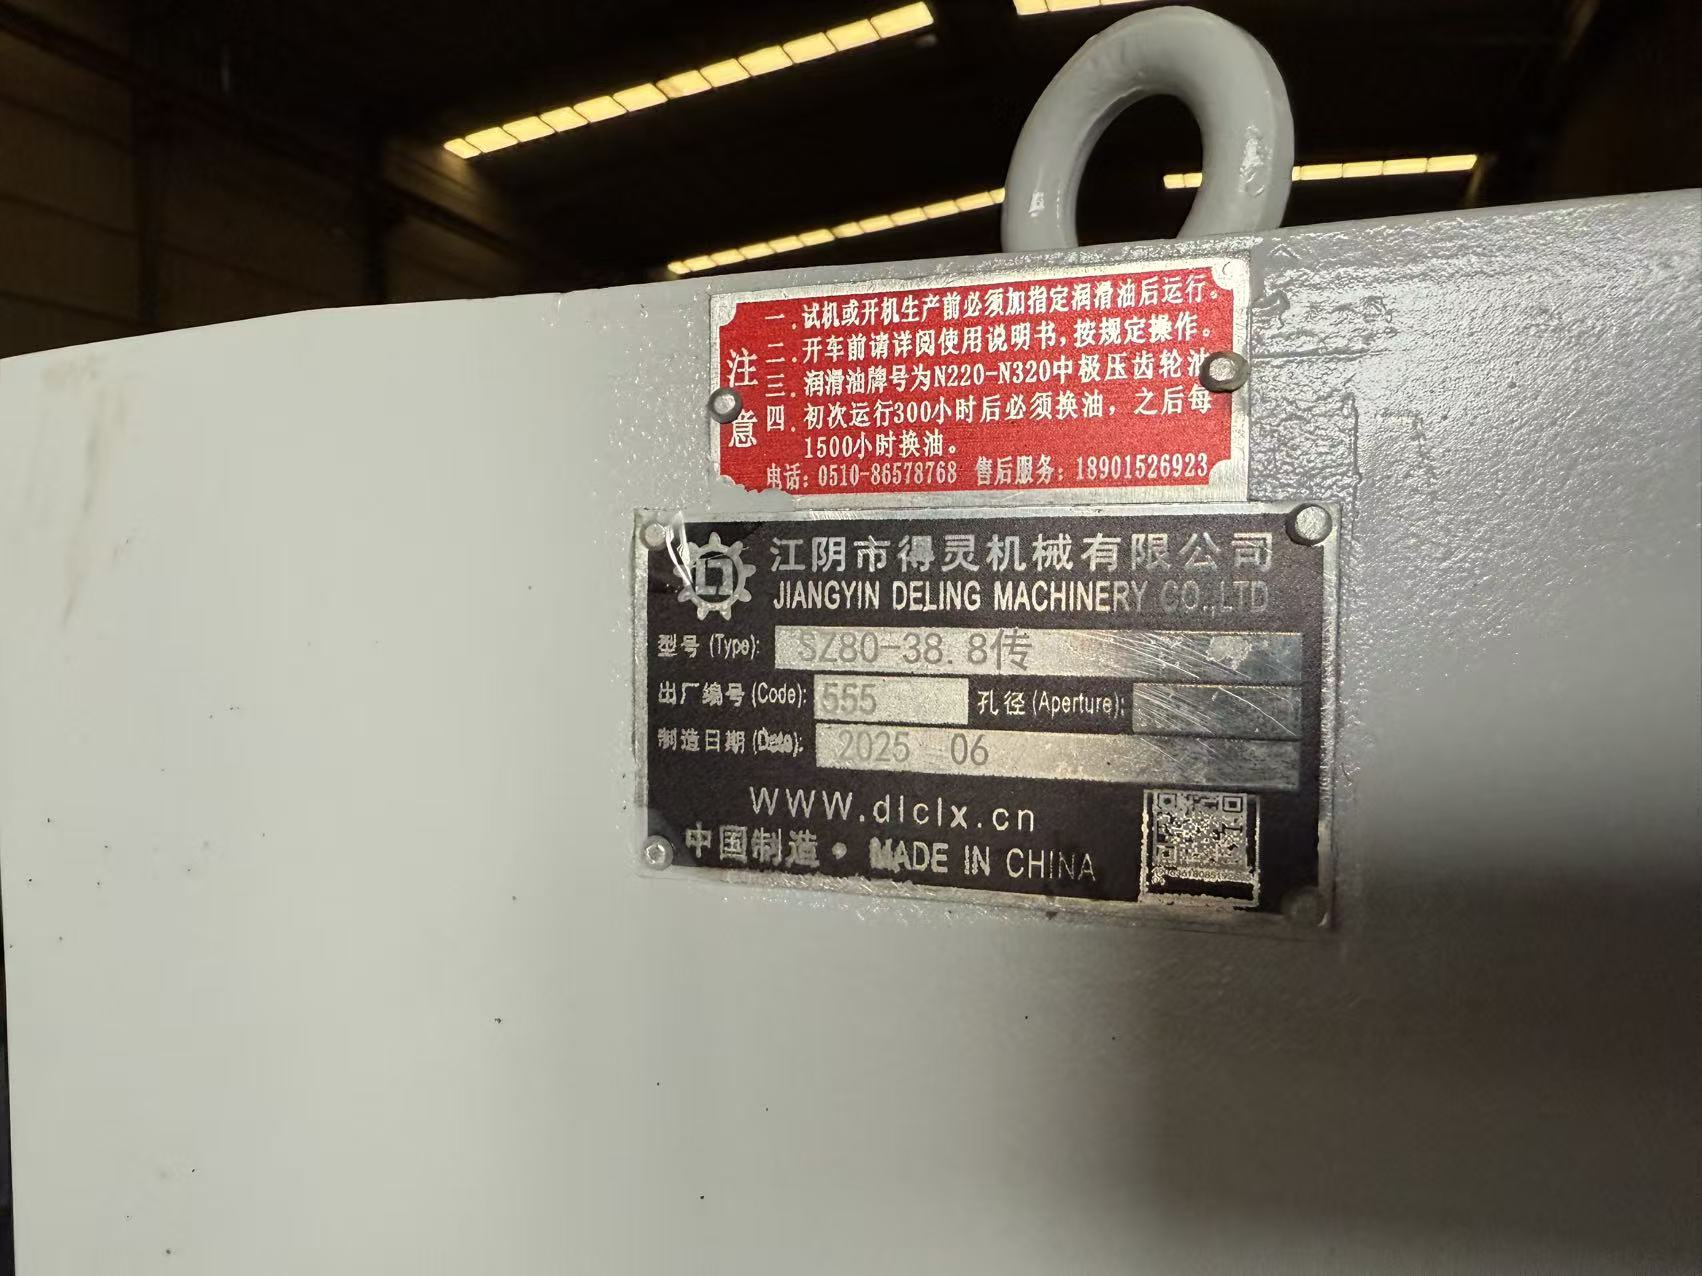 注意
一.试机或开机生产前必须加指定润滑油后运行。
二.开车前请详阅使用说明书,按规定操作。
三.润滑油牌号为N220-N320中极压齿轮油
四.初次运行300小时后必须换油，之后每
1500小时换油。
电话: 0510-86578768 售后服务: 18901526923
江阴市得灵机械有限公司
JIANGYIN DELING MACHINERY CO.,LTD
型号 (Type): SZ80-38.8传
出厂编号 (Code): 555 孔径 (Aperture):
制造日期 (Date): 2025 06
WWW.dlclx.cn
中国制造·MADE IN CHINA